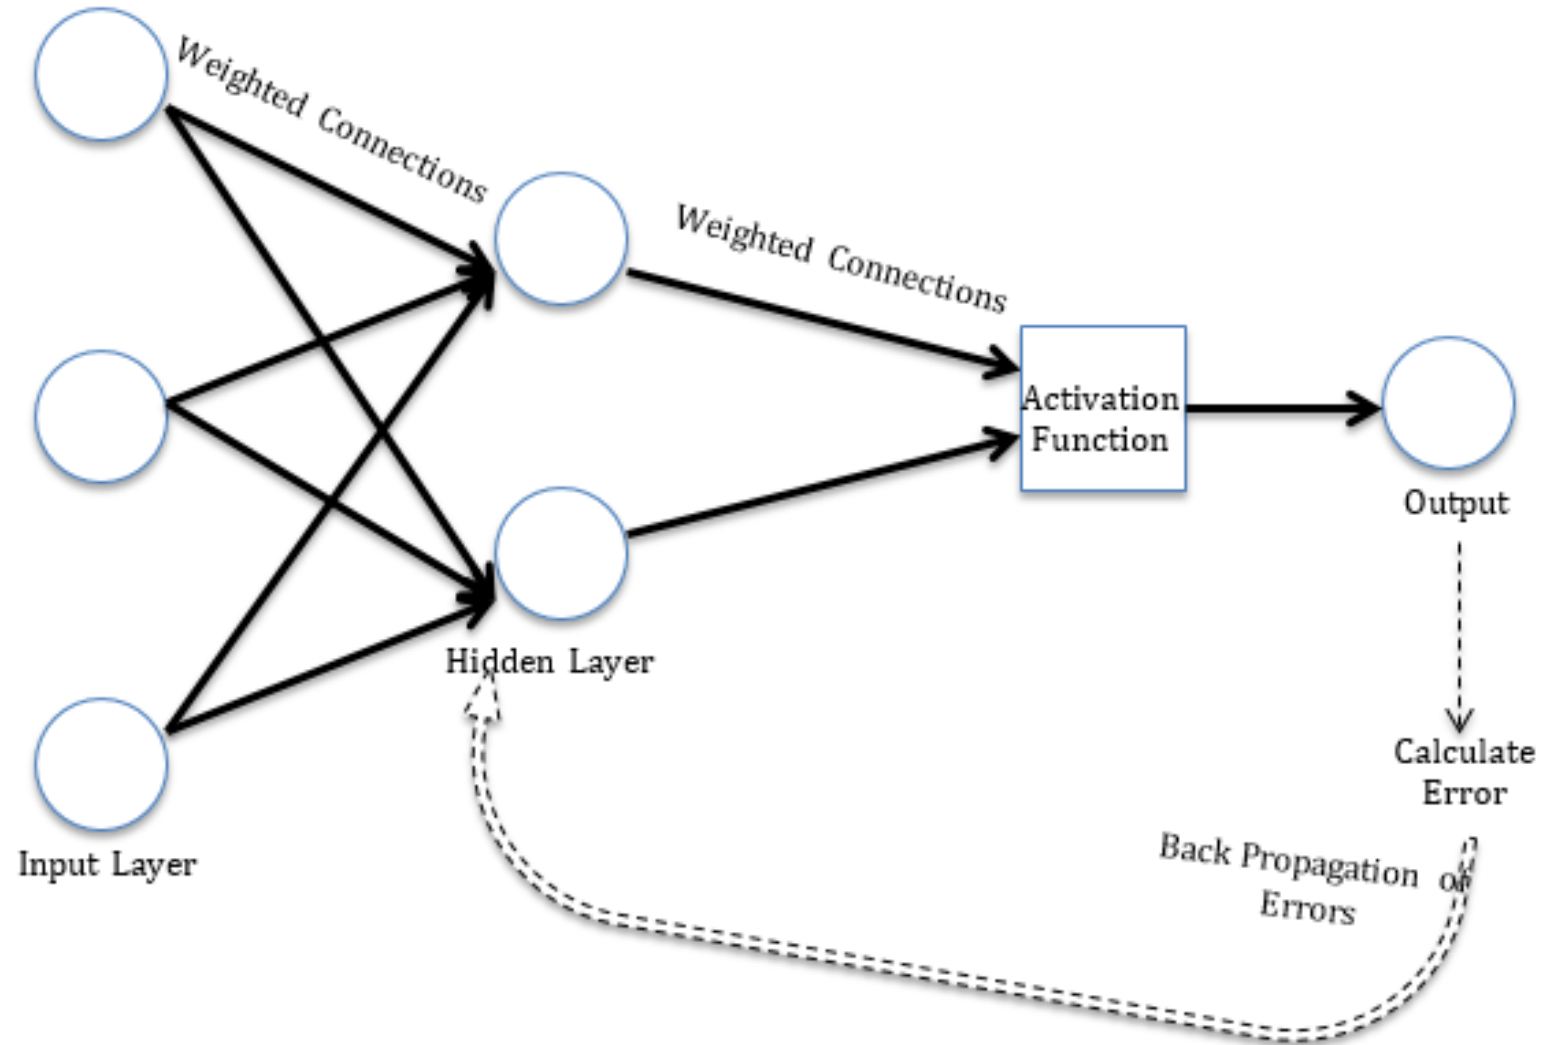 Weighted Connections
Weighted Connections
Activation
Function
Output
Hidden Layer
Calculate
Error
Input Layer
Back Propagation of
Errors